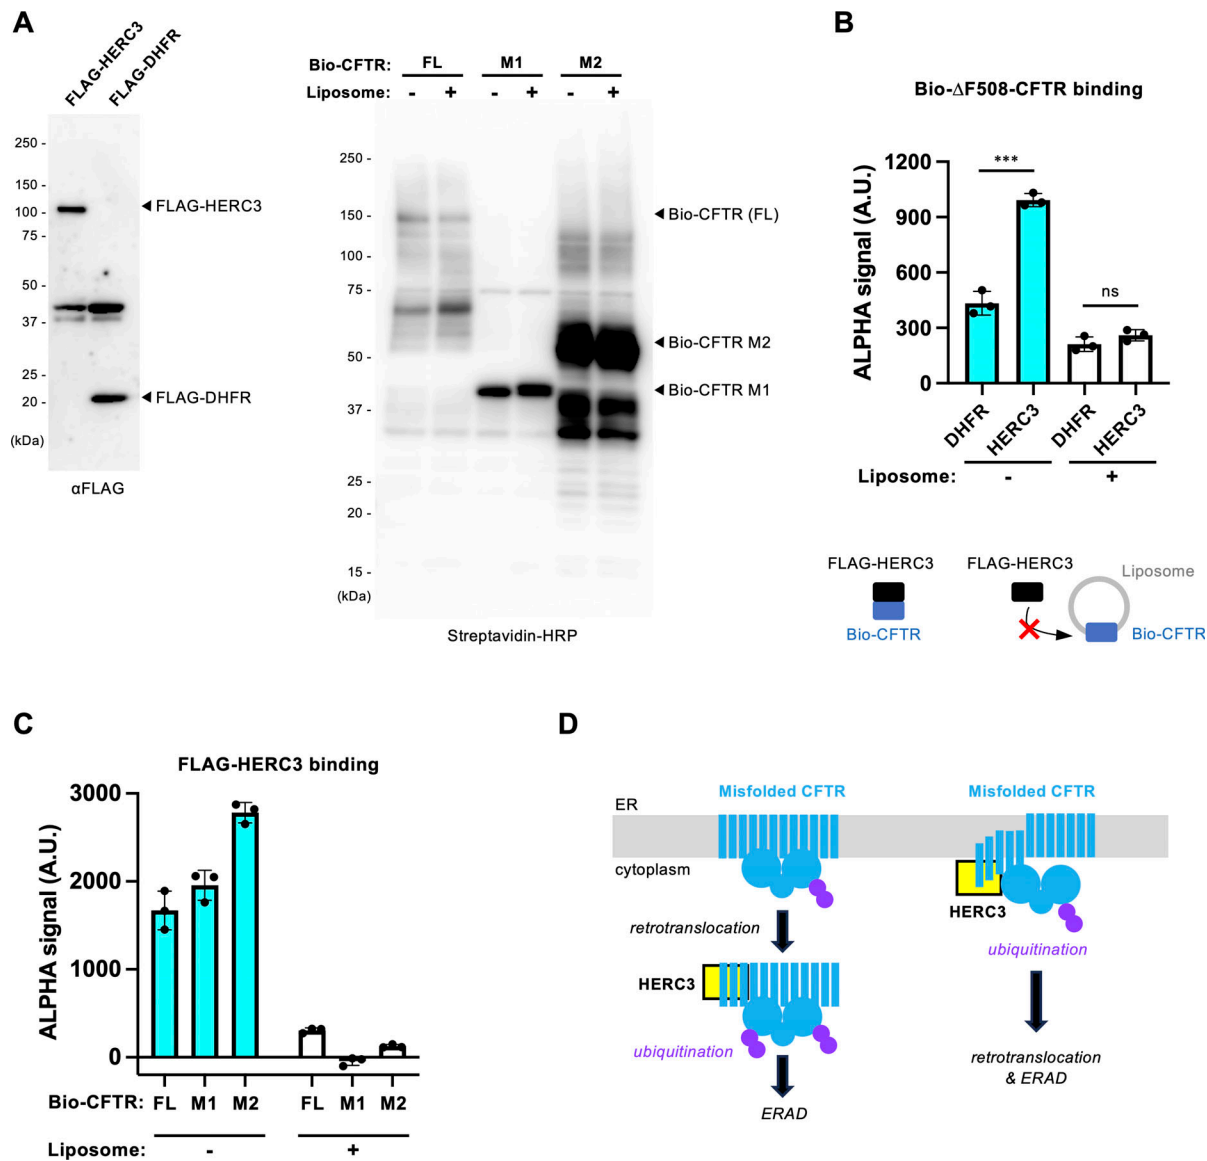 A
FLAG-HERC3
FLAG-DHFR
250 -
150 -
100 -
75 -
50 -
37 -
25 -
20 -
(kDa)
FLAG-HERC3
FLAG-DHFR
αFLAG
Bio-CFTR: FL M1 M2
Liposome: - + - + - +
250 -
150 -
100 -
75 -
50 -
37 -
25 -
20 -
15 -
(kDa)
Bio-CFTR (FL)
Bio-CFTR M2
Bio-CFTR M1
Streptavidin-HRP
B
Bio-ΔF508-CFTR binding
ALPHA signal (A.U.)
1200
900
600
300
0
***
ns
DHFR HERC3 DHFR HERC3
Liposome: - +
FLAG-HERC3 FLAG-HERC3
Liposome
Bio-CFTR Bio-CFTR
C
FLAG-HERC3 binding
ALPHA signal (A.U.)
3000
2000
1000
0
Bio-CFTR: FL M1 M2 FL M1 M2
Liposome: - +
D
Misfolded CFTR Misfolded CFTR
ER
cytoplasm
retrotranslocation
HERC3
ubiquitination
ERAD
HERC3
ubiquitination
retrotranslocation
& ERAD